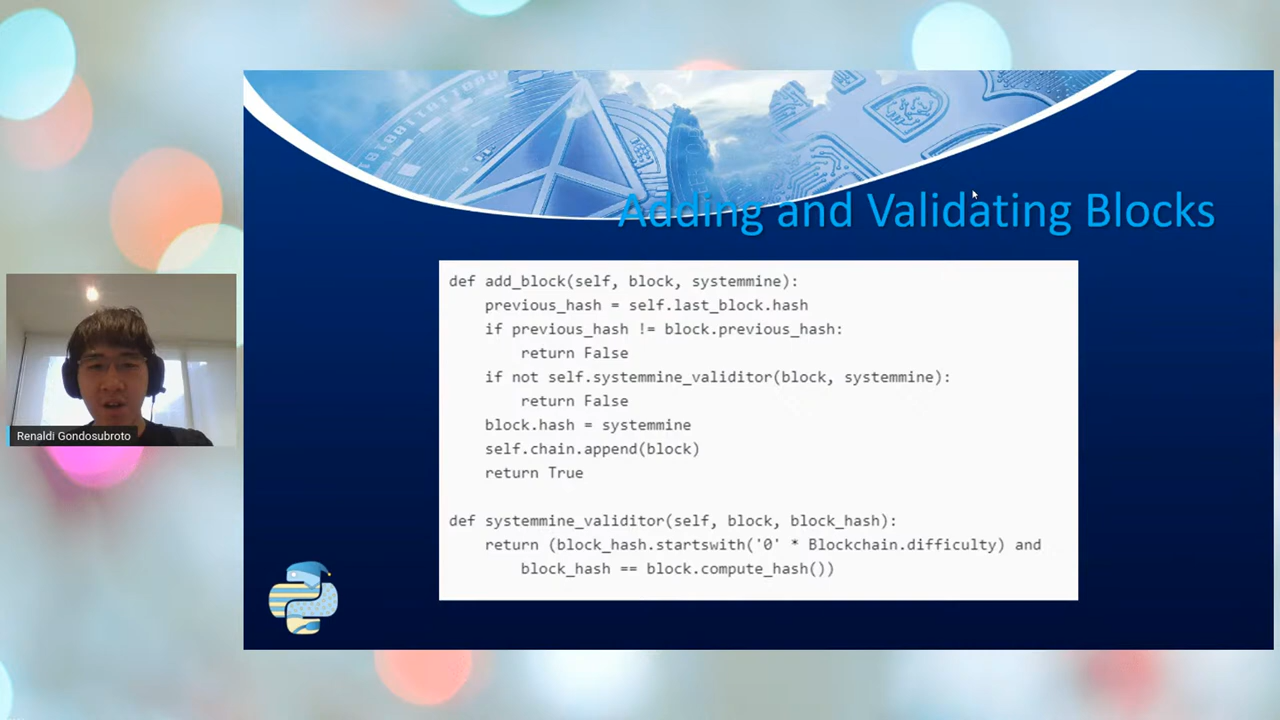 Adding and Validating Blocks
def add_block(self, block, systemmine):
    previous_hash = self.last_block.hash
    if previous_hash != block.previous_hash:
        return False
    if not self.systemmine_validitor(block, systemmine):
        return False
    block.hash = systemmine
    self.chain.append(block)
    return True
def systemmine_validitor(self, block, block_hash):
    return (block_hash.startswith('0' * Blockchain.difficulty) and
        block_hash == block.compute_hash())
Renaldi Gondosubroto